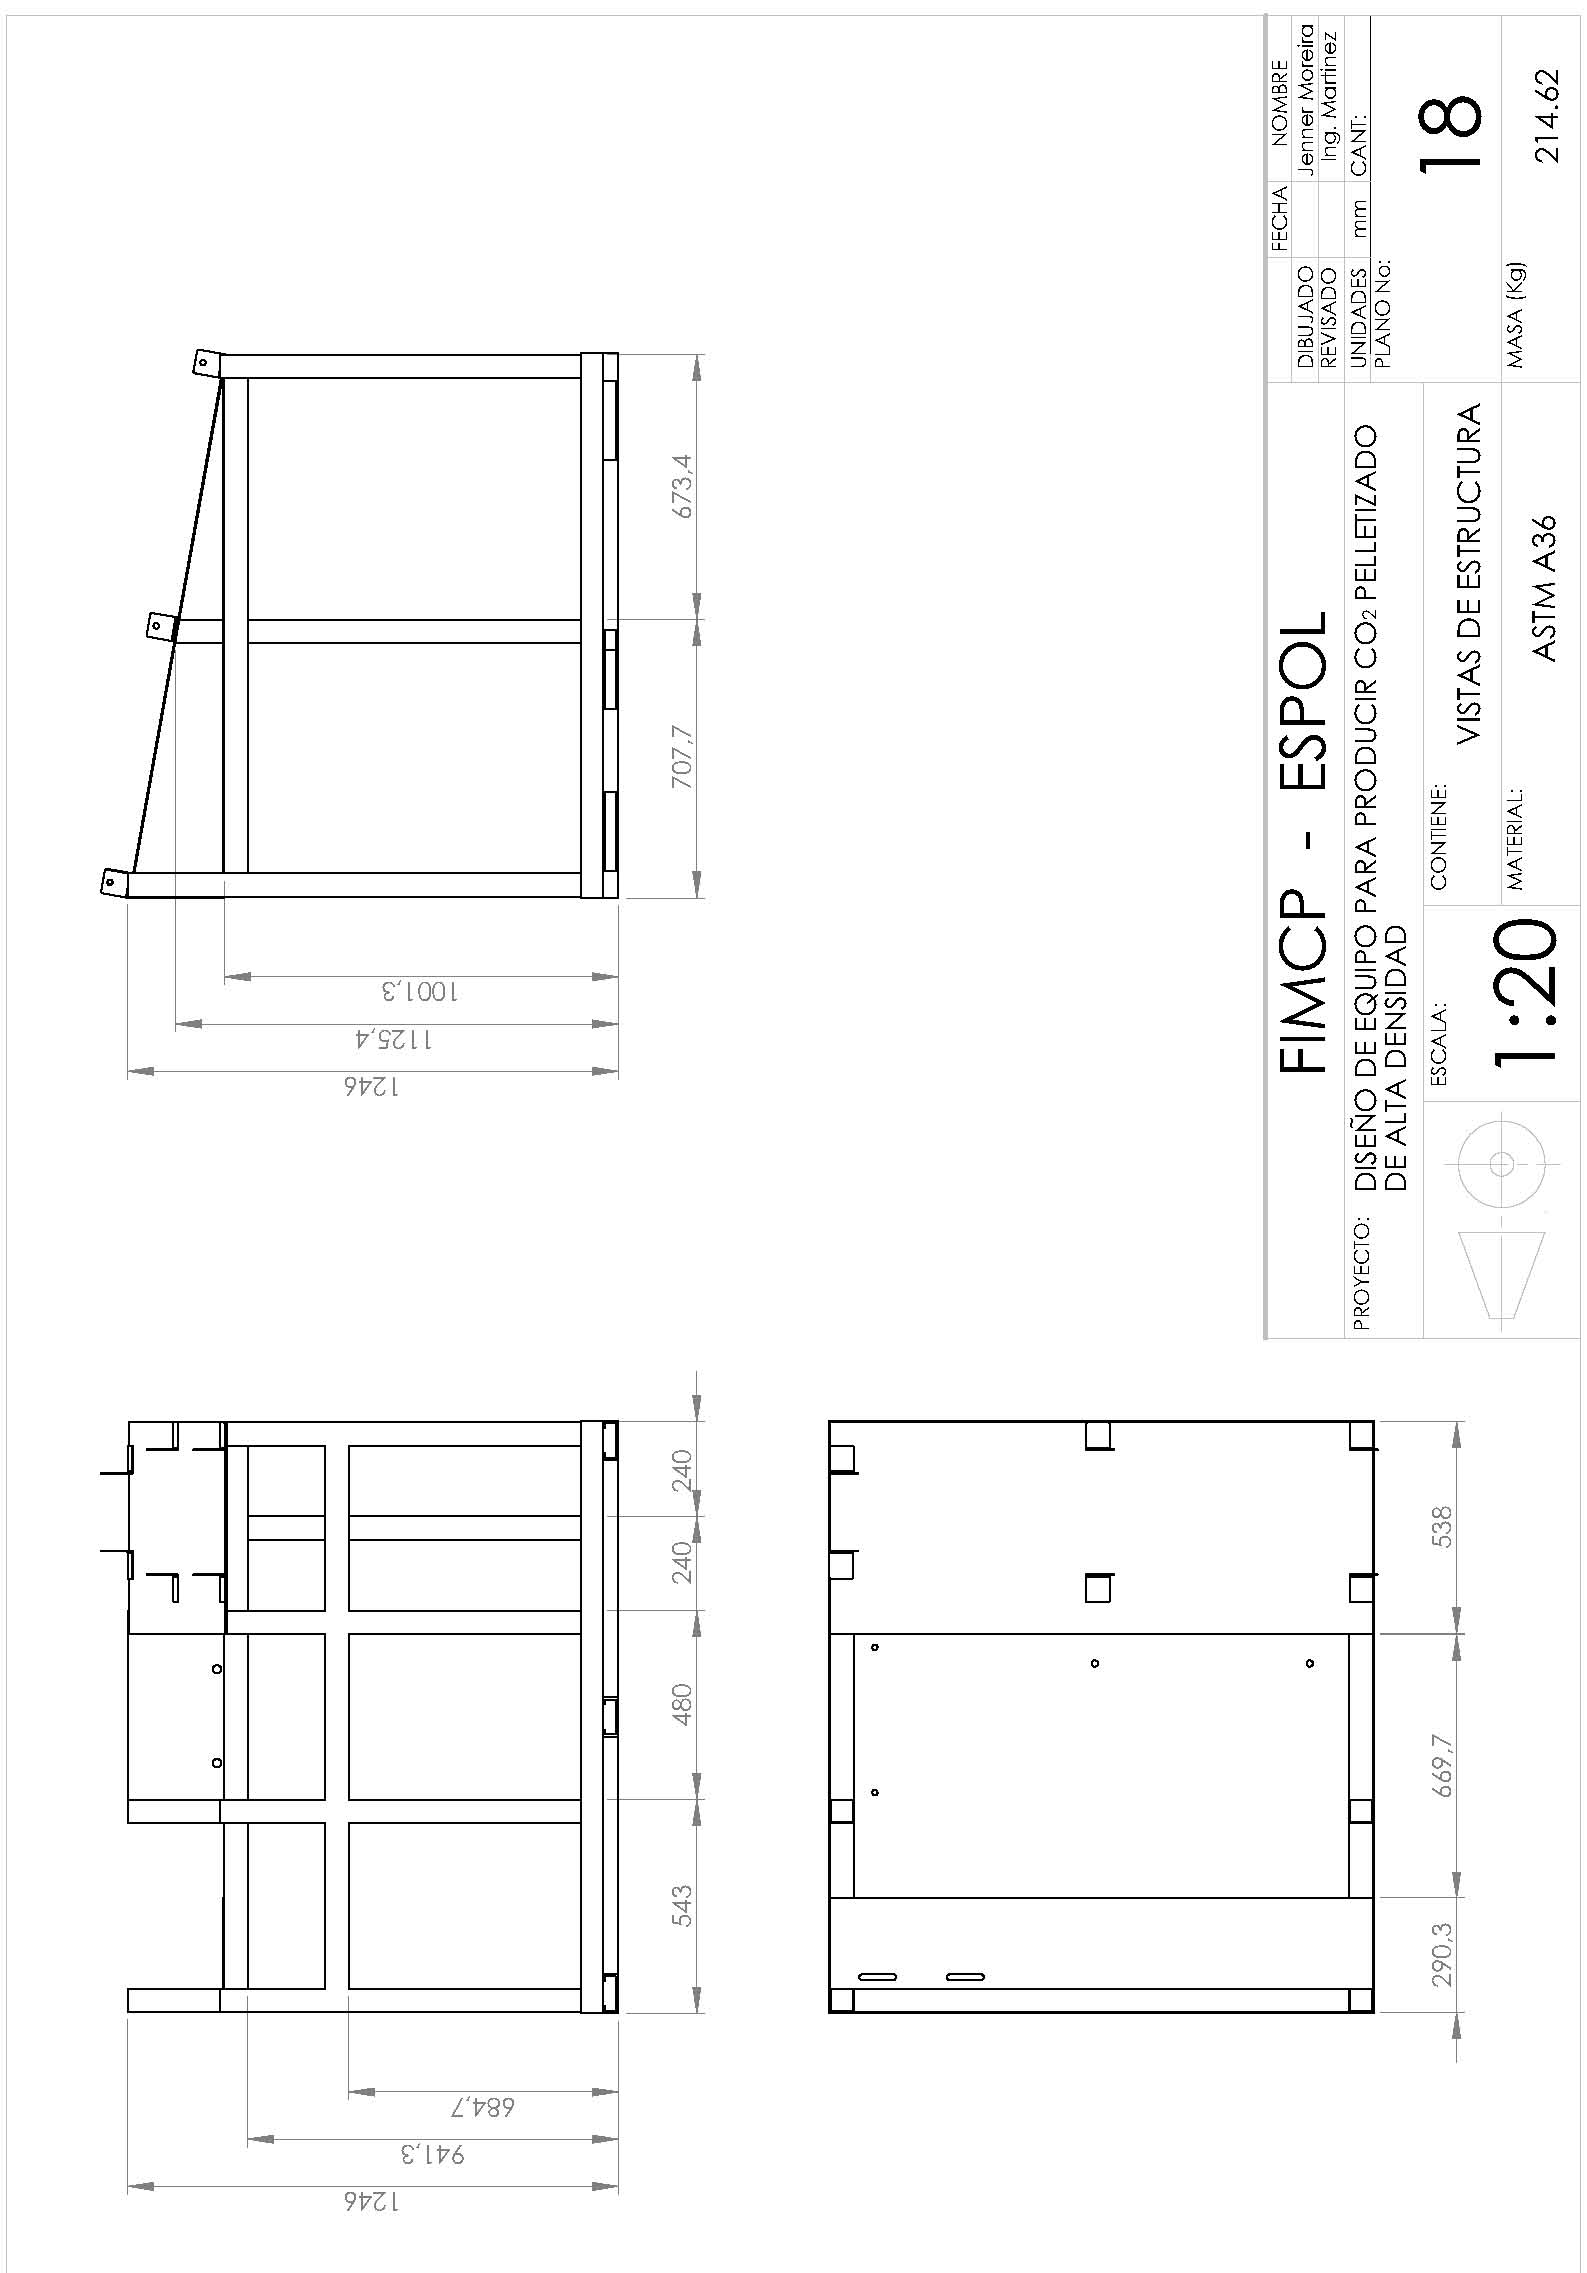 1246
941,3
684,7
543
480
240
240
1246
1125,4
1001,3
707,7
673,4
290,3
669,7
538
FIMCP - ESPOL
FECHA NOMBRE
DIBUJADO Jenner Moreira
REVISADO Ing. Martinez
UNIDADES mm CANT:
PROYECTO: DISEÑO DE EQUIPO PARA PRODUCIR CO2 PELLETIZADO
DE ALTA DENSIDAD
PLANO No:
18
ESCALA:
1:20
CONTIENE:
VISTAS DE ESTRUCTURA
MATERIAL:
ASTM A36
MASA (Kg)
214.62